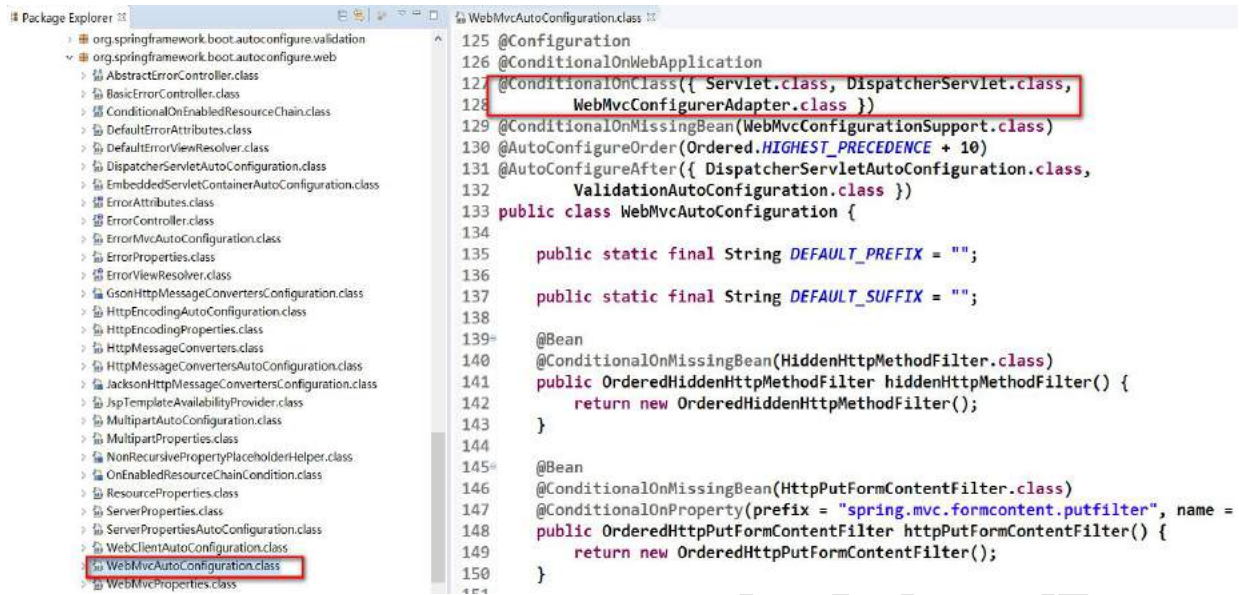 Package Explorer
org.springframework.boot.autoconfigure.validation
org.springframework.boot.autoconfigure.web
AbstractErrorController.class
BasicErrorController.class
ConditionalOnEnabledResourceChain.class
DefaultErrorAttributes.class
DefaultErrorViewResolver.class
DispatcherServletAutoConfiguration.class
EmbeddedServletContainerAutoConfiguration.class
ErrorAttributes.class
ErrorController.class
ErrorMvcAutoConfiguration.class
ErrorProperties.class
ErrorViewResolver.class
GsonHttpMessageConvertersConfiguration.class
HttpEncodingAutoConfiguration.class
HttpEncodingProperties.class
HttpMessageConverters.class
HttpMessageConvertersAutoConfiguration.class
JacksonHttpMessageConvertersConfiguration.class
JspTemplateAvailabilityProvider.class
MultipartAutoConfiguration.class
MultipartProperties.class
NonRecursivePropertyPlaceholderHelper.class
OnEnabledResourceChainCondition.class
ResourceProperties.class
ServerProperties.class
ServerPropertiesAutoConfiguration.class
WebClientAutoConfiguration.class
WebMvcAutoConfiguration.class
WebMvcProperties.class
WebMvcAutoConfiguration.class
125 @Configuration
126 @ConditionalOnWebApplication
127 @ConditionalOnClass({ Servlet.class, DispatcherServlet.class,
128 WebMvcConfigurerAdapter.class })
129 @ConditionalOnMissingBean(WebMvcConfigurationSupport.class)
130 @AutoConfigureOrder(Ordered.HIGHEST_PRECEDENCE + 10)
131 @AutoConfigureAfter({ DispatcherServletAutoConfiguration.class,
132 ValidationAutoConfiguration.class })
133 public class WebMvcAutoConfiguration {
134
135 public static final String DEFAULT_PREFIX = "";
136
137 public static final String DEFAULT_SUFFIX = "";
138
139 @Bean
140 @ConditionalOnMissingBean(HiddenHttpMethodFilter.class)
141 public OrderedHiddenHttpMethodFilter hiddenHttpMethodFilter() {
142 return new OrderedHiddenHttpMethodFilter();
143 }
144
145 @Bean
146 @ConditionalOnMissingBean(HttpPutFormContentFilter.class)
147 @ConditionalOnProperty(prefix = "spring.mvc.formcontent.putfilter", name =
148 public OrderedHttpPutFormContentFilter httpPutFormContentFilter() {
149 return new OrderedHttpPutFormContentFilter();
150 }